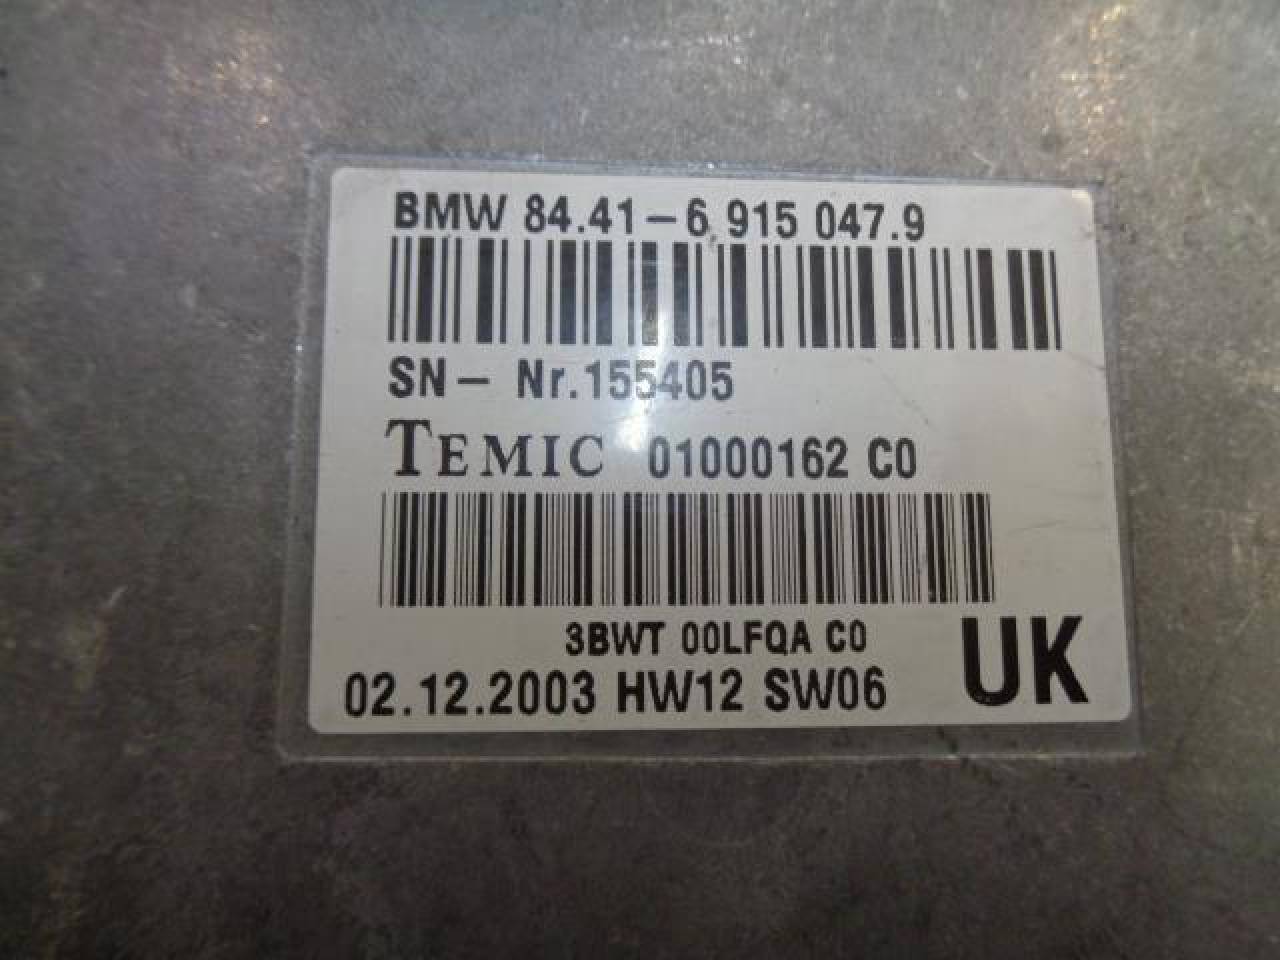 BMW 84.41-6 915 047.9
SN- Nr.155405
TEMIC 01000162 C0
3BWT 00LFQA C0
02.12.2003 HW12 SW06 UK